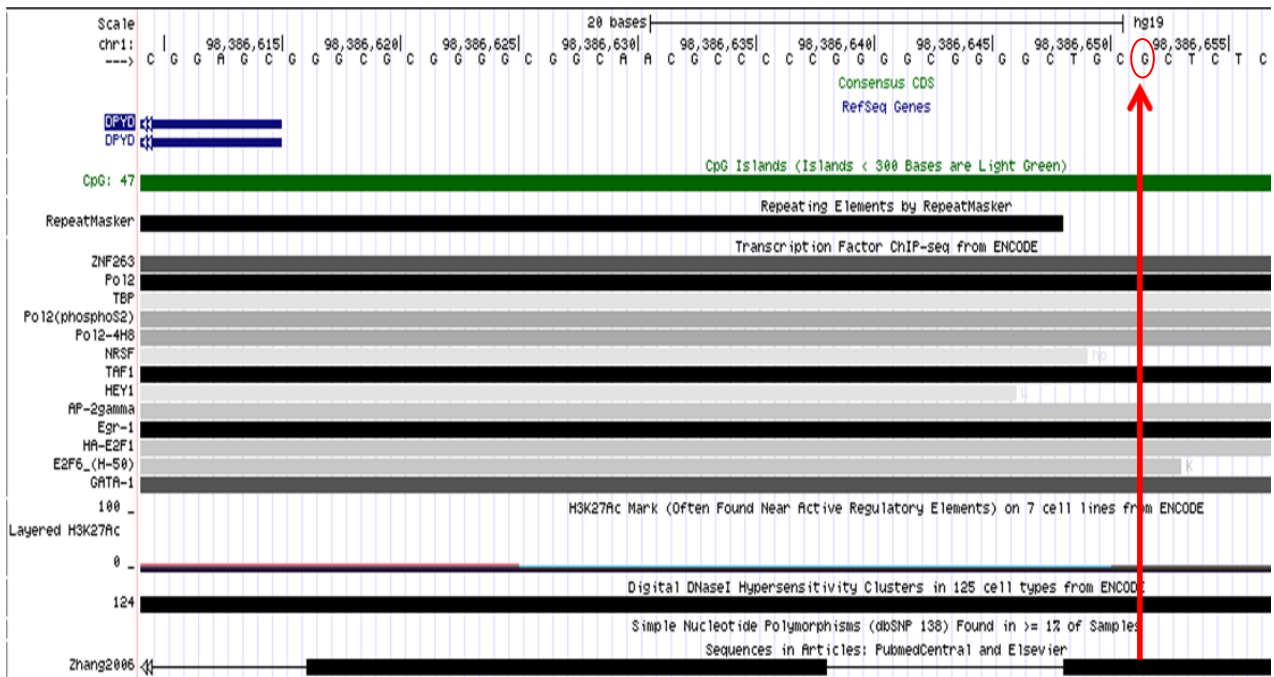 Scale 20 bases hg19
chr1: 98,386,615 98,386,620 98,386,625 98,386,630 98,386,635 98,386,640 98,386,645 98,386,650 98,386,655
---> C G G A G C G G G C G C G G G G C G G C A A C G C C C C C G G G G C G G G G C T G C G C T C T C
Consensus CDS
RefSeq Genes
DPYD
DPYD
CpG Islands (Islands < 300 Bases are Light Green)
CpG: 47
Repeating Elements by RepeatMasker
RepeatMasker
Transcription Factor ChIP-seq from ENCODE
ZNF263
Pol2
TBP
Pol2(phosphoS2)
Pol2-4H8
NRSF
TAF1
HEY1 L
AP-2gamma
Egr-1
HA-E2F1
E2F6_(H-50) K
GATA-1
100 _ H3K27Ac Mark (Often Found Near Active Regulatory Elements) on 7 cell lines from ENCODE
Layered H3K27Ac
0 _
Digital DNaseI Hypersensitivity Clusters in 125 cell types from ENCODE
124
Simple Nucleotide Polymorphisms (dbSNP 138) Found in >= 1% of Samples
Sequences in Articles: PubmedCentral and Elsevier
Zhang2006